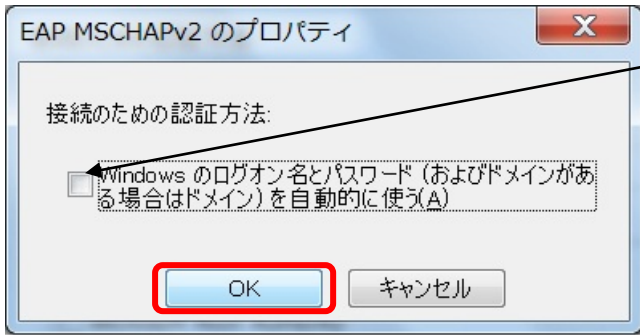 EAP MSCHAPv2 のプロパティ
接続のための認証方法:
Windows のログオン名とパスワード (およびドメインがあ
る場合はドメイン) を自動的に使う(A)
OK
キャンセル